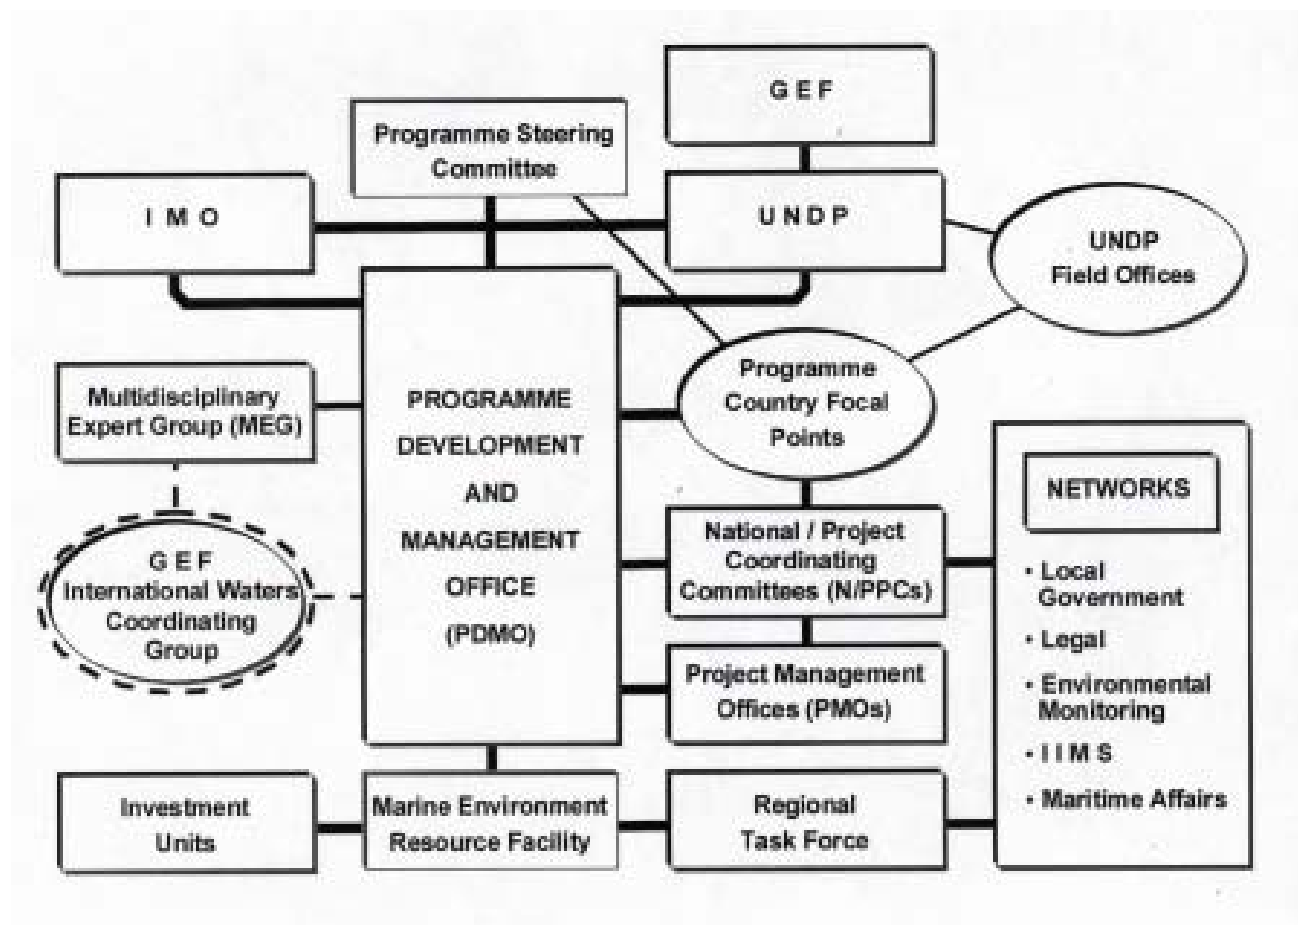 G E F
Programme Steering
Committee
I M O
U N D P
UNDP
Field Offices
Multidisciplinary
Expert Group (MEG)
PROGRAMME
DEVELOPMENT
AND
MANAGEMENT
OFFICE
(PDMO)
Programme
Country Focal
Points
NETWORKS
• Local
Government
• Legal
• Environmental
Monitoring
• I I M S
• Maritime Affairs
G E F
International Waters
Coordinating
Group
National / Project
Coordinating
Committees (N/PPCs)
Project Management
Offices (PMOs)
Investment
Units
Marine Environment
Resource Facility
Regional
Task Force